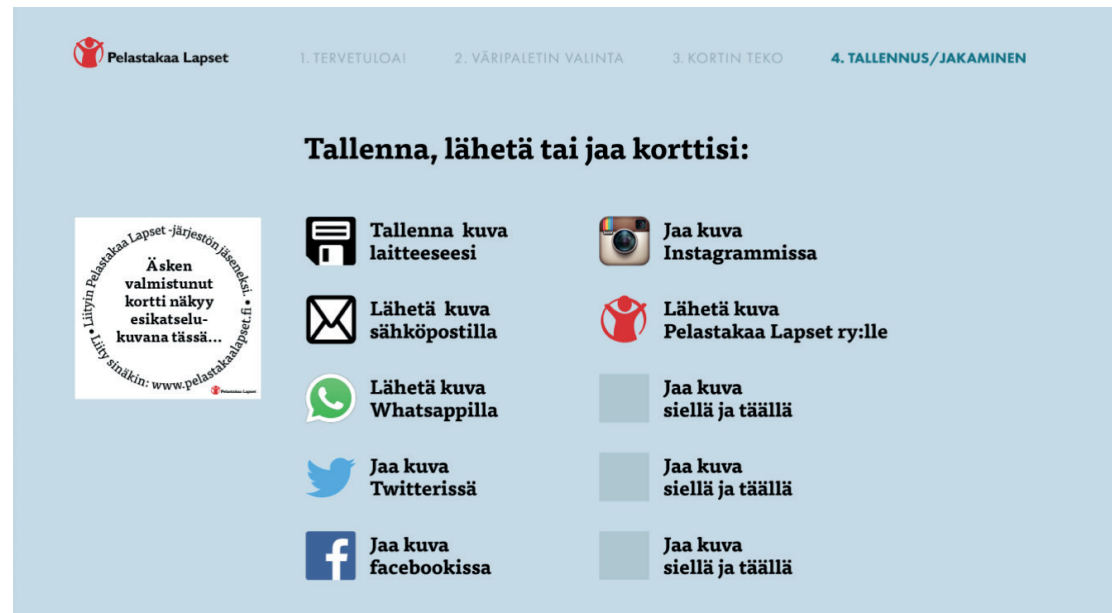 Pelastakaa Lapset
1. TERVETULOA!
2. VÄRIPALETIN VALINTA
3. KORTIN TEKO
4. TALLENNUS/JAKAMINEN
Tallenna, lähetä tai jaa korttisi:
• Liityin Pelastakaa Lapset -järjestön jäseneksi.
• Liity sinäkin: www.pelastakaalapset.fi
Äsken
valmistunut
kortti näkyy
esikatselu-
kuvana tässä...
Pelastakaa Lapset
Tallenna kuva
laitteeseesi
Lähetä kuva
sähköpostilla
Lähetä kuva
Whatsappilla
Jaa kuva
Twitterissä
Jaa kuva
facebookissa
Jaa kuva
Instagrammissa
Lähetä kuva
Pelastakaa Lapset ry:lle
Jaa kuva
siellä ja täällä
Jaa kuva
siellä ja täällä
Jaa kuva
siellä ja täällä